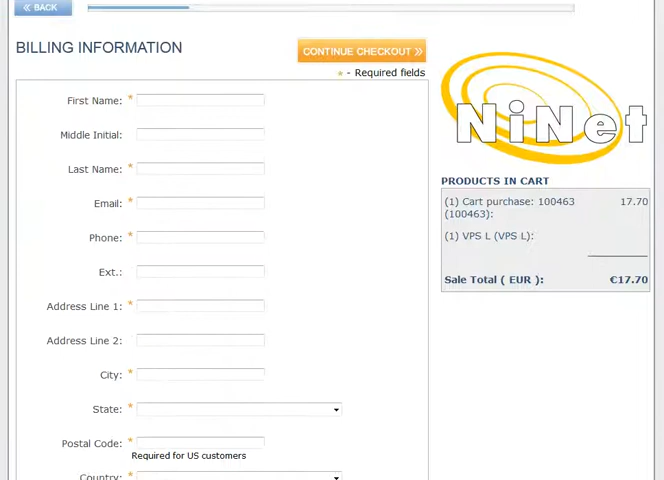 « BACK
BILLING INFORMATION
CONTINUE CHECKOUT »
* - Required fields
First Name: *
Middle Initial:
Last Name: *
Email: *
Phone: *
Ext.:
Address Line 1: *
Address Line 2:
City: *
State: *
Postal Code: *
Required for US customers
Country: *
NiNet
PRODUCTS IN CART
(1) Cart purchase: 100463 17.70
(100463):
(1) VPS L (VPS L):
Sale Total ( EUR ): €17.70